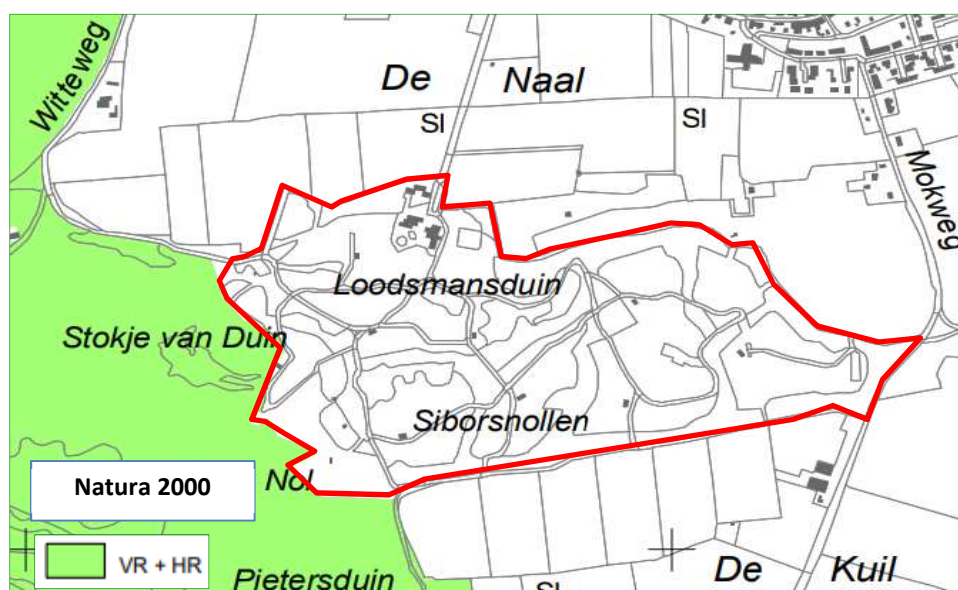 Witteweg
De Naal
Sl
Sl
Mokweg
Loodsmansduin
Stokje van Duin
Siborsnollen
Nol
Natura 2000
VR + HR
Pietersduin
De Kuil
Sl